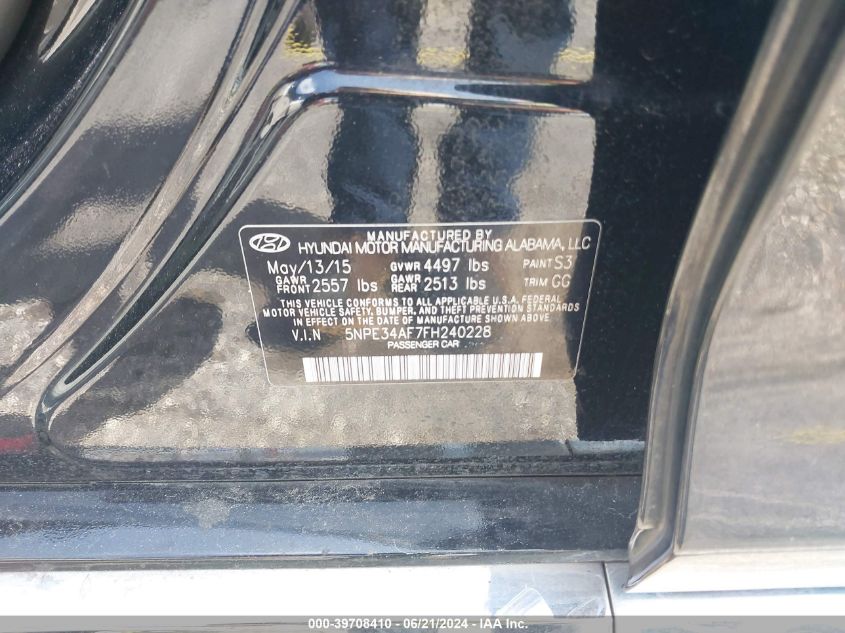 MANUFACTURED BY
HYUNDAI MOTOR MANUFACTURING ALABAMA, LLC
May/13/15 GVWR 4497 lbs PAINT S3
GAWR FRONT 2557 lbs GAWR REAR 2513 lbs TRIM GG
THIS VEHICLE CONFORMS TO ALL APPLICABLE U.S.A. FEDERAL
MOTOR VEHICLE SAFETY, BUMPER, AND THEFT PREVENTION STANDARDS
IN EFFECT ON THE DATE OF MANUFACTURE SHOWN ABOVE.
V.I.N 5NPE34AF7FH240228
PASSENGER CAR
000-39708410 - 06/21/2024 - IAA Inc.